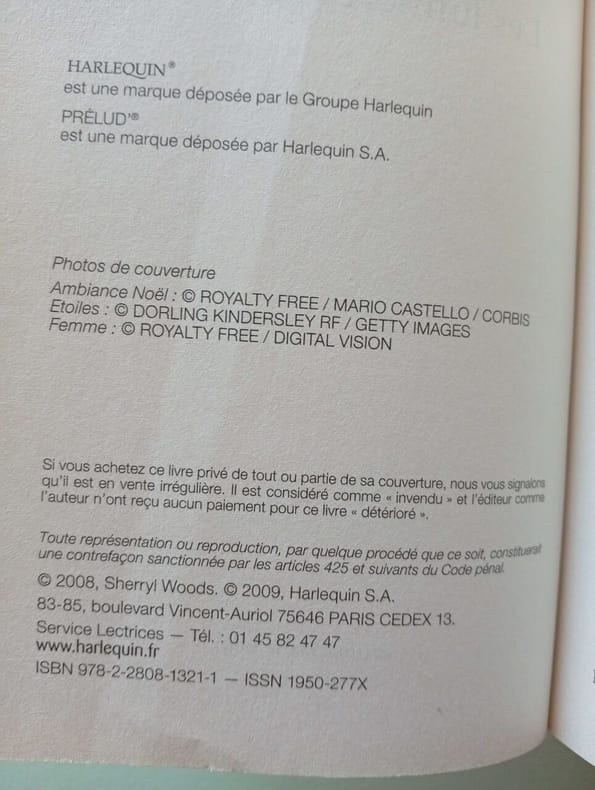 HARLEQUIN®
est une marque déposée par le Groupe Harlequin
PRÉLUD'®
est une marque déposée par Harlequin S.A.
Photos de couverture
Ambiance Noël : © ROYALTY FREE / MARIO CASTELLO / CORBIS
Etoiles : © DORLING KINDERSLEY RF / GETTY IMAGES
Femme : © ROYALTY FREE / DIGITAL VISION
Si vous achetez ce livre privé de tout ou partie de sa couverture, nous vous signalons
qu'il est en vente irrégulière. Il est considéré comme « invendu » et l'éditeur comme
l'auteur n'ont reçu aucun paiement pour ce livre « détérioré ».
Toute représentation ou reproduction, par quelque procédé que ce soit, constituerait
une contrefaçon sanctionnée par les articles 425 et suivants du Code pénal.
© 2008, Sherryl Woods. © 2009, Harlequin S.A.
83-85, boulevard Vincent-Auriol 75646 PARIS CEDEX 13.
Service Lectrices — Tél. : 01 45 82 47 47
www.harlequin.fr
ISBN 978-2-2808-1321-1 — ISSN 1950-277X